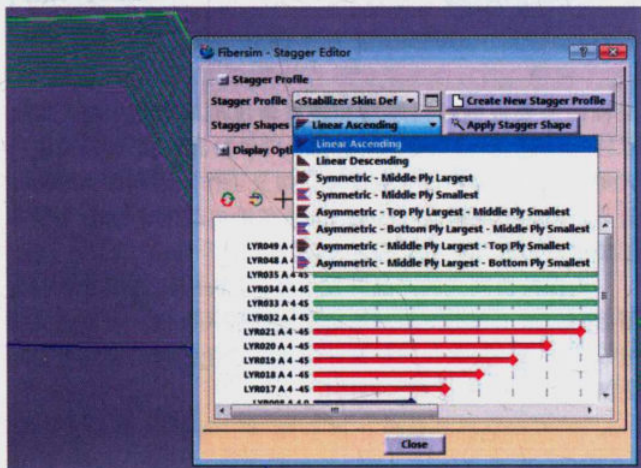 Fibersim - Stagger Editor
Stagger Profile
Stagger Profile <Stabilizer Skin: Def Create New Stagger Profile
Stagger Shapes Linear Ascending Apply Stagger Shape
Display Opti
Linear Ascending
Linear Descending
Symmetric - Middle Ply Largest
Symmetric - Middle Ply Smallest
Asymmetric - Top Ply Largest - Middle Ply Smallest
Asymmetric - Bottom Ply Largest - Middle Ply Smallest
Asymmetric - Middle Ply Largest - Top Ply Smallest
Asymmetric - Middle Ply Largest - Bottom Ply Smallest
LYR049 A 4
LYR048 A 4
LYR035 A 4 45
LYR034 A 4 45
LYR033 A 4 45
LYR032 A 4 45
LYR021 A 4 -45
LYR020 A 4 -45
LYR019 A 4 -45
LYR018 A 4 -45
LYR017 A 4 -45
Close